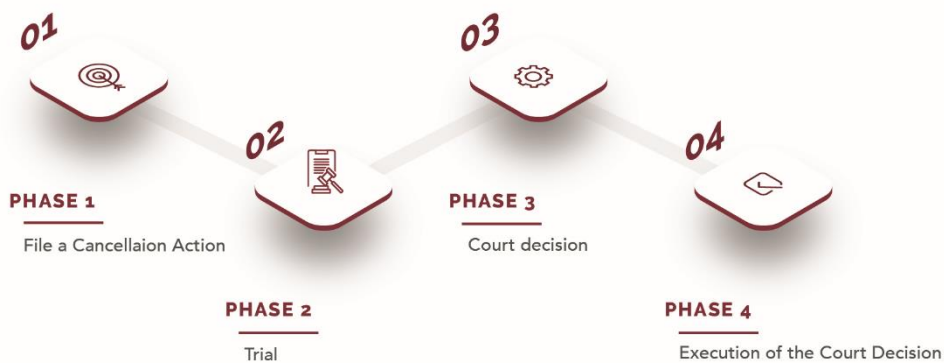 01
PHASE 1
File a Cancellaion Action
02
PHASE 2
Trial
03
PHASE 3
Court decision
04
PHASE 4
Execution of the Court Decision